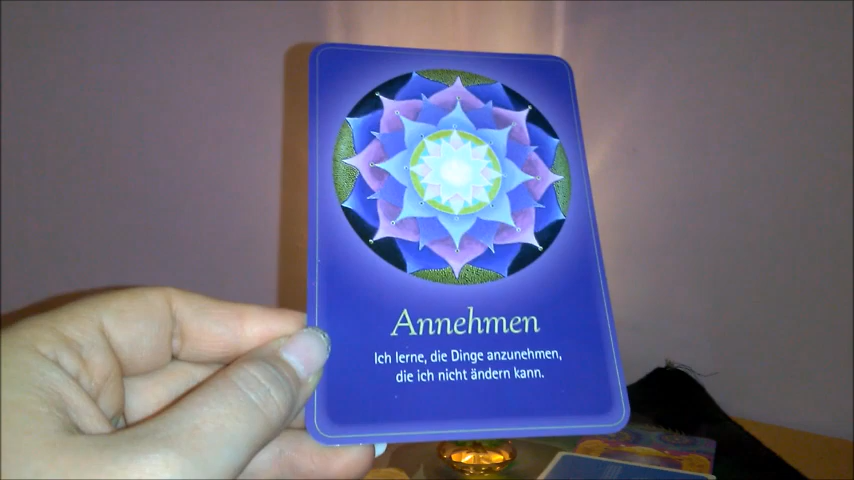 Annehmen
Ich lerne, die Dinge anzunehmen,
die ich nicht ändern kann.